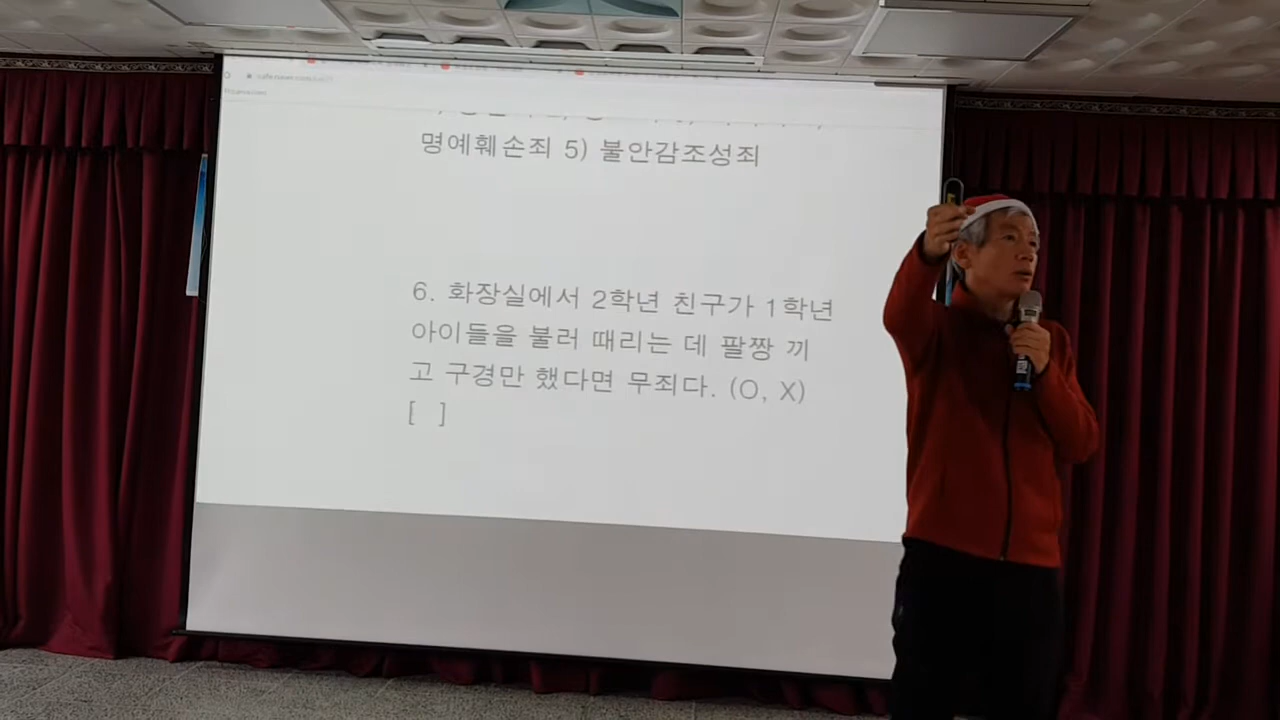 명예훼손죄 5) 불안감조성죄
6. 화장실에서 2학년 친구가 1학년
아이들을 불러 때리는 데 팔짱 끼
고 구경만 했다면 무죄다. (O, X)
[ ]